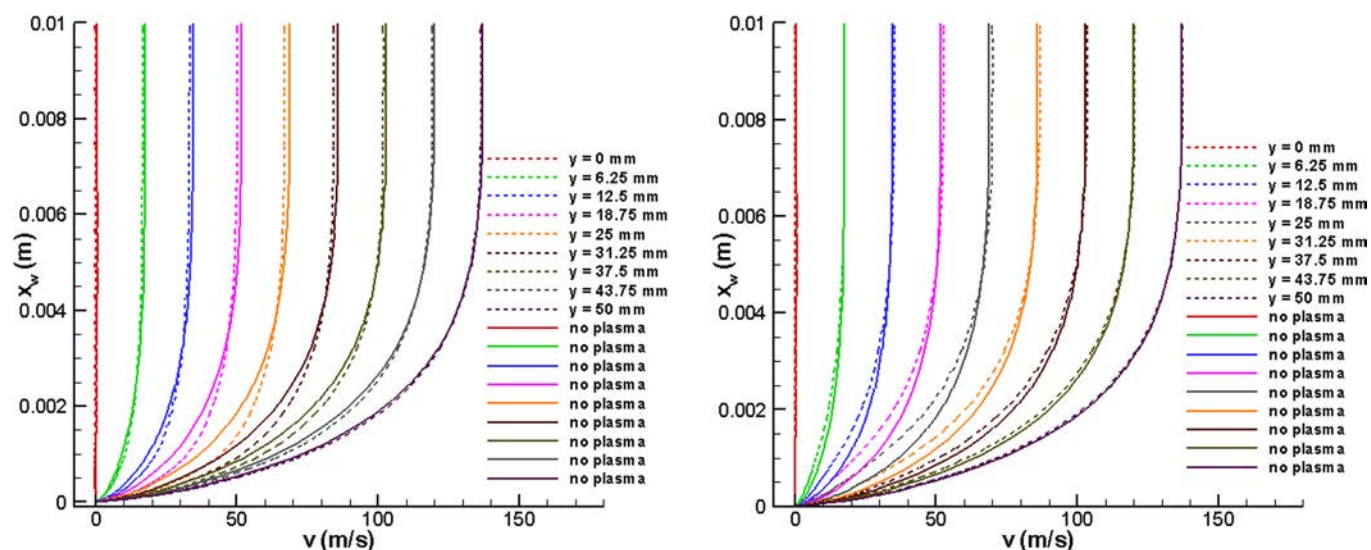 0.01
0.008
0.006
0.004
0.002
0
X_w (m)
0 50 100 150
v (m/s)
y = 0 mm
y = 6.25 mm
y = 12.5 mm
y = 18.75 mm
y = 25 mm
y = 31.25 mm
y = 37.5 mm
y = 43.75 mm
y = 50 mm
no plasma
no plasma
no plasma
no plasma
no plasma
no plasma
no plasma
no plasma
no plasma
0.01
0.008
0.006
0.004
0.002
0
X_w (m)
0 50 100 150
v (m/s)
y = 0 mm
y = 6.25 mm
y = 12.5 mm
y = 18.75 mm
y = 25 mm
y = 31.25 mm
y = 37.5 mm
y = 43.75 mm
y = 50 mm
no plasma
no plasma
no plasma
no plasma
no plasma
no plasma
no plasma
no plasma
no plasma